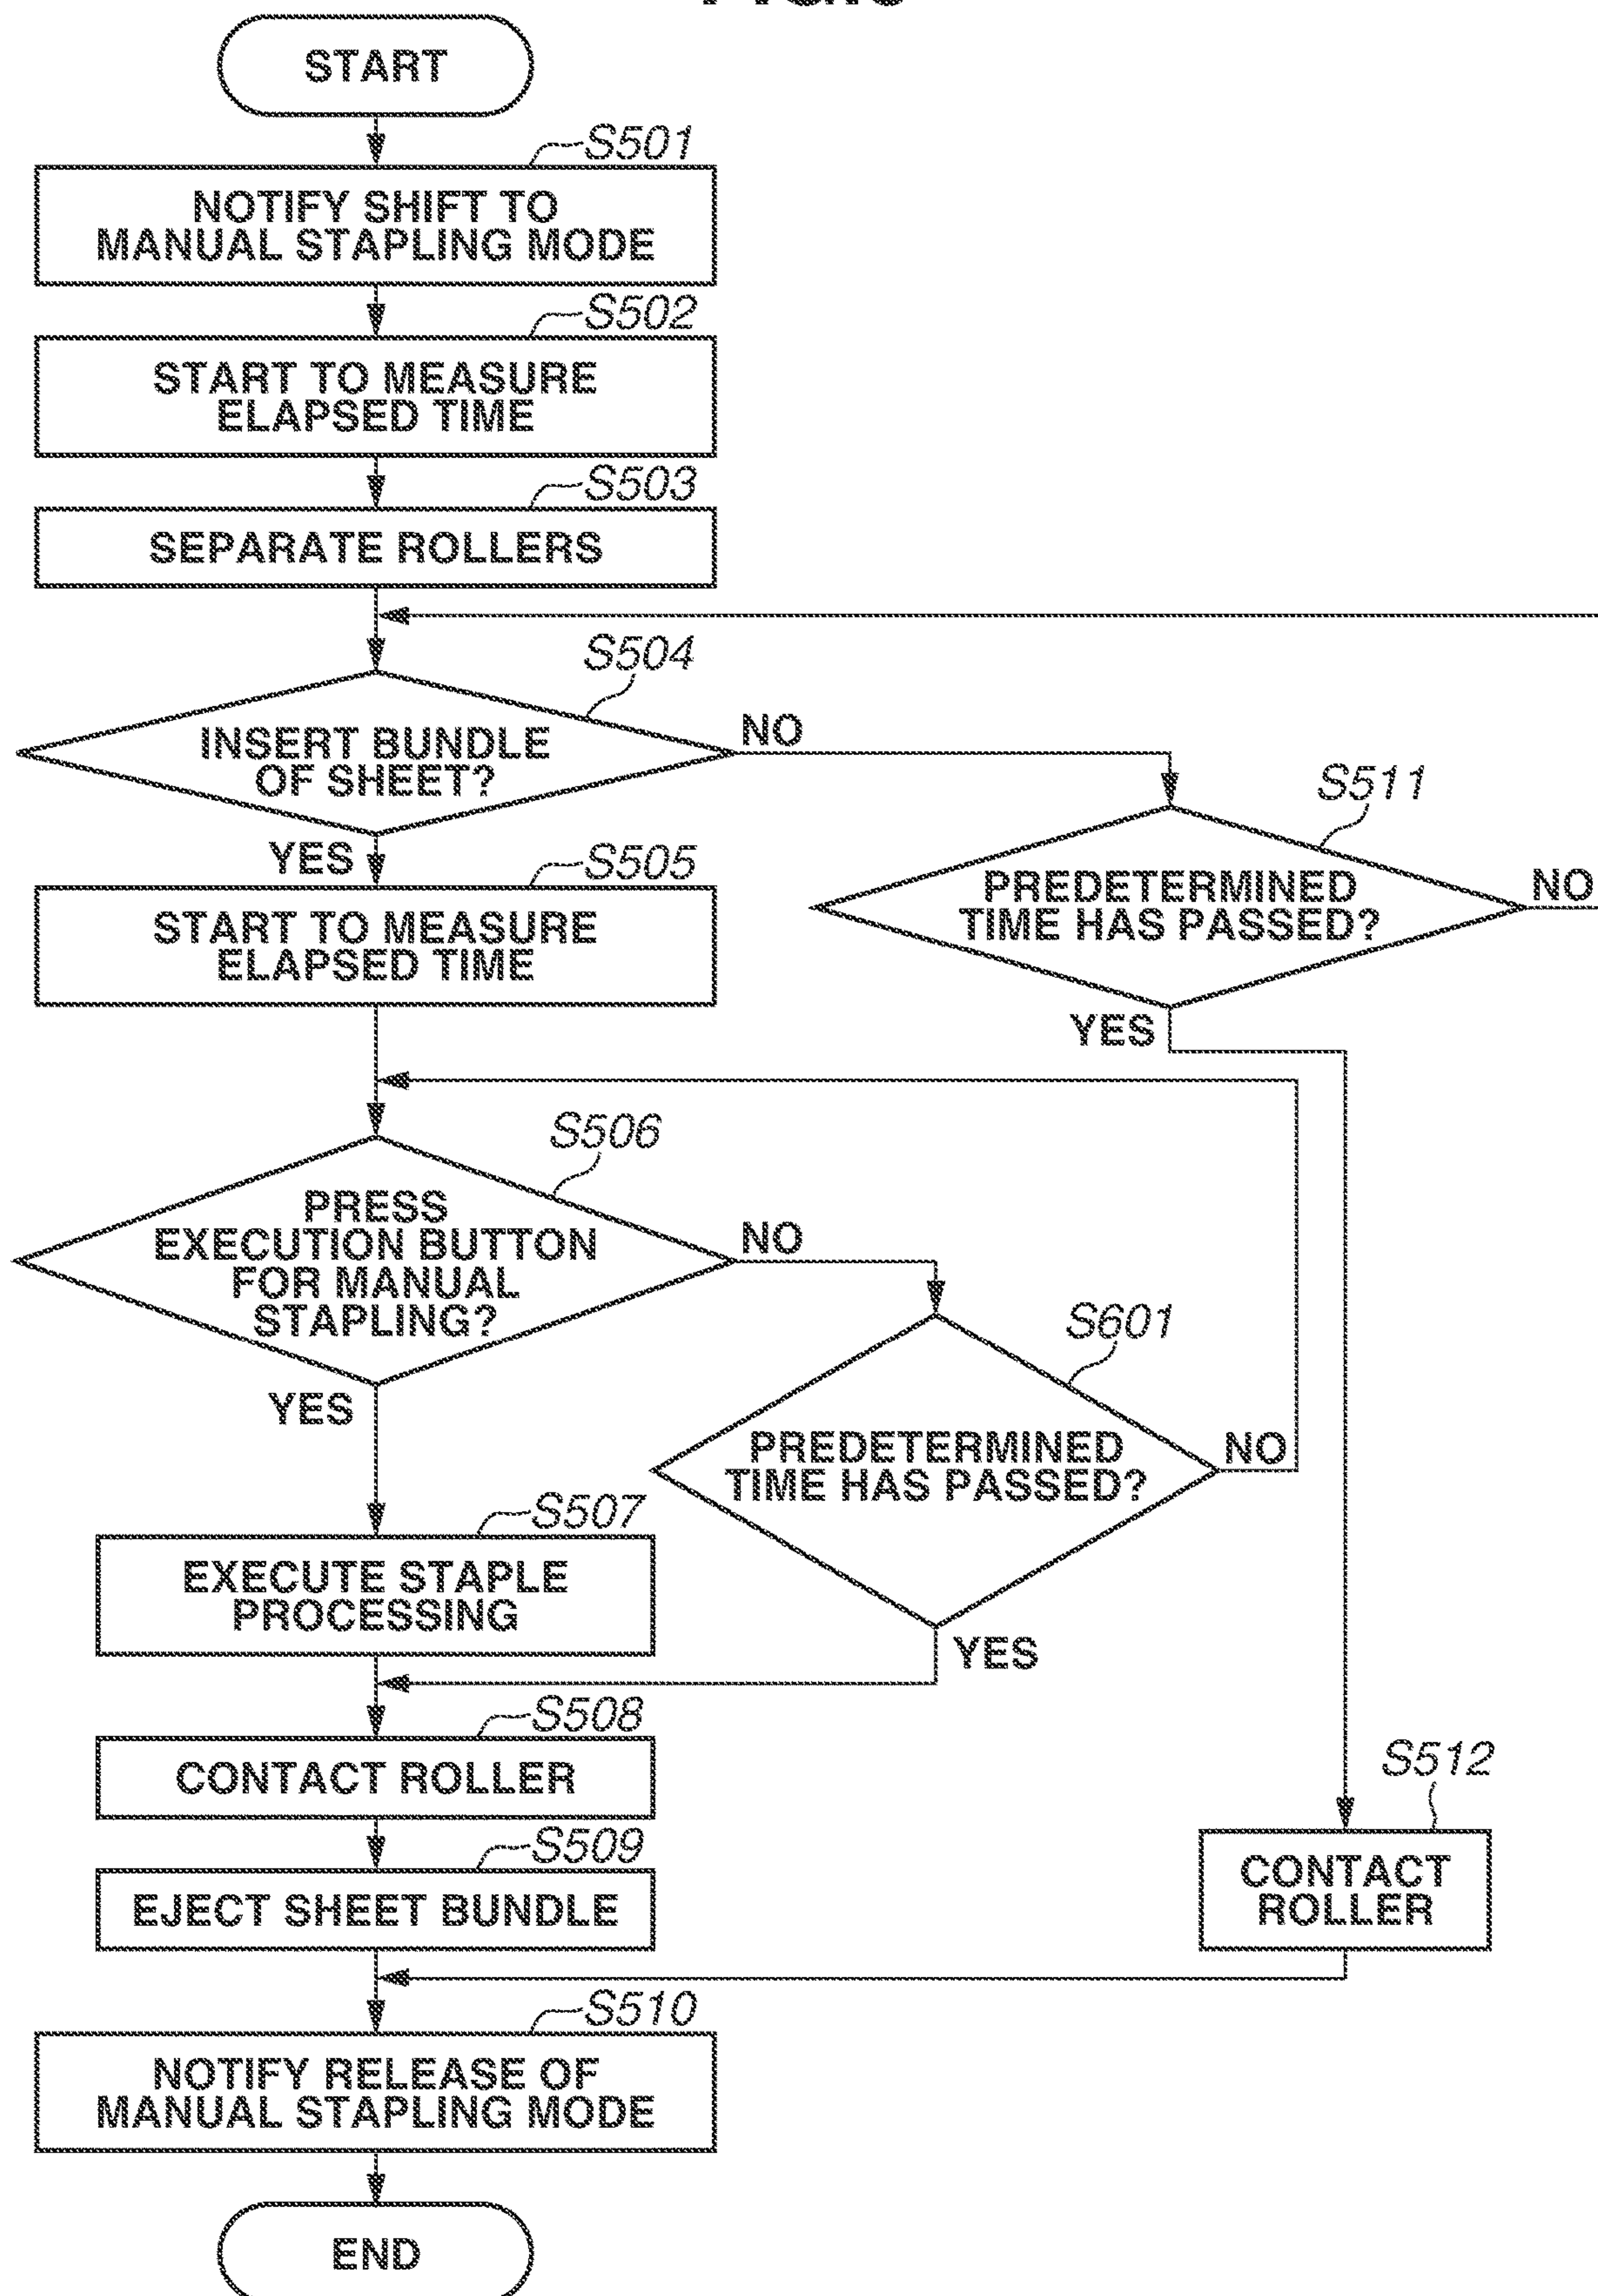 START
S501
NOTIFY SHIFT TO
MANUAL STAPLING MODE
S502
START TO MEASURE
ELAPSED TIME
S503
SEPARATE ROLLERS
S504
INSERT BUNDLE
OF SHEET?
NO
YES
S511
PREDETERMINED
TIME HAS PASSED?
NO
YES
S505
START TO MEASURE
ELAPSED TIME
S506
PRESS
EXECUTION BUTTON
FOR MANUAL
STAPLING?
NO
YES
S601
PREDETERMINED
TIME HAS PASSED?
NO
YES
S507
EXECUTE STAPLE
PROCESSING
S508
CONTACT ROLLER
S509
EJECT SHEET BUNDLE
S512
CONTACT
ROLLER
S510
NOTIFY RELEASE OF
MANUAL STAPLING MODE
END